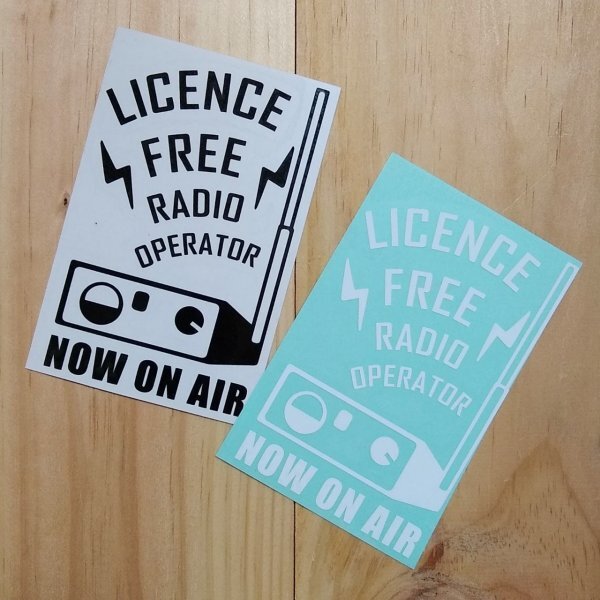 LICENCE
FREE
RADIO
OPERATOR
NOW ON AIR
LICENCE
FREE
RADIO
OPERATOR
NOW ON AIR